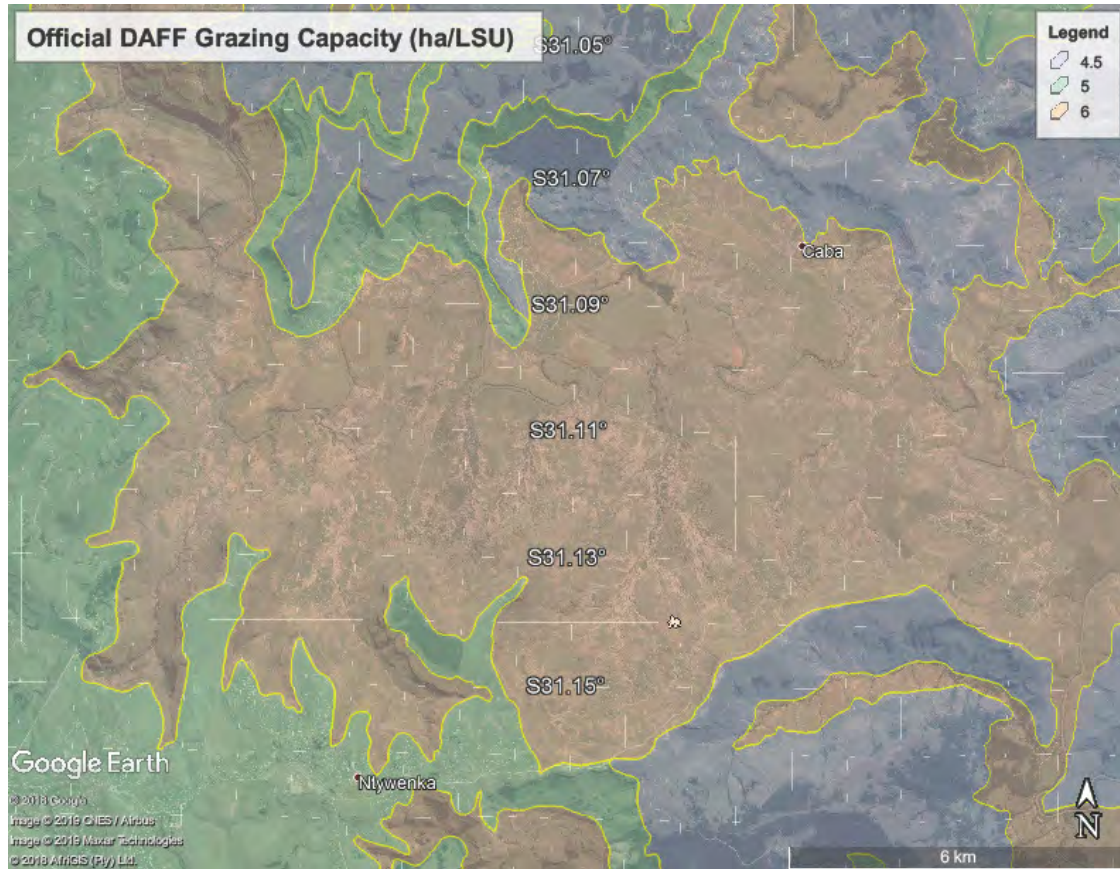 Official DAFF Grazing Capacity (ha/LSU)
Legend
4.5
5
6
S31.05°
S31.07°
Caba
S31.09°
S31.11°
S31.13°
S31.15°
Ntywenka
Google Earth
© 2018 Google
Image © 2019 CNES / Airbus
Image © 2019 Maxar Technologies
© 2018 AfriGIS (Pty) Ltd.
N
6 km